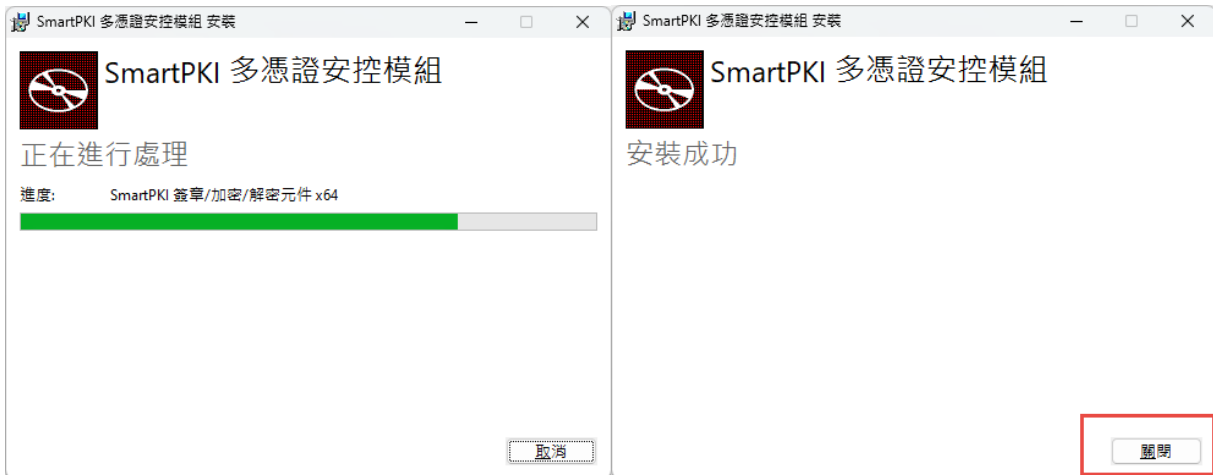 SmartPKI 多憑證安控模組 安裝
SmartPKI 多憑證安控模組
正在進行處理
進度: SmartPKI 簽章/加密/解密元件 x64
取消
SmartPKI 多憑證安控模組 安裝
SmartPKI 多憑證安控模組
安裝成功
關閉